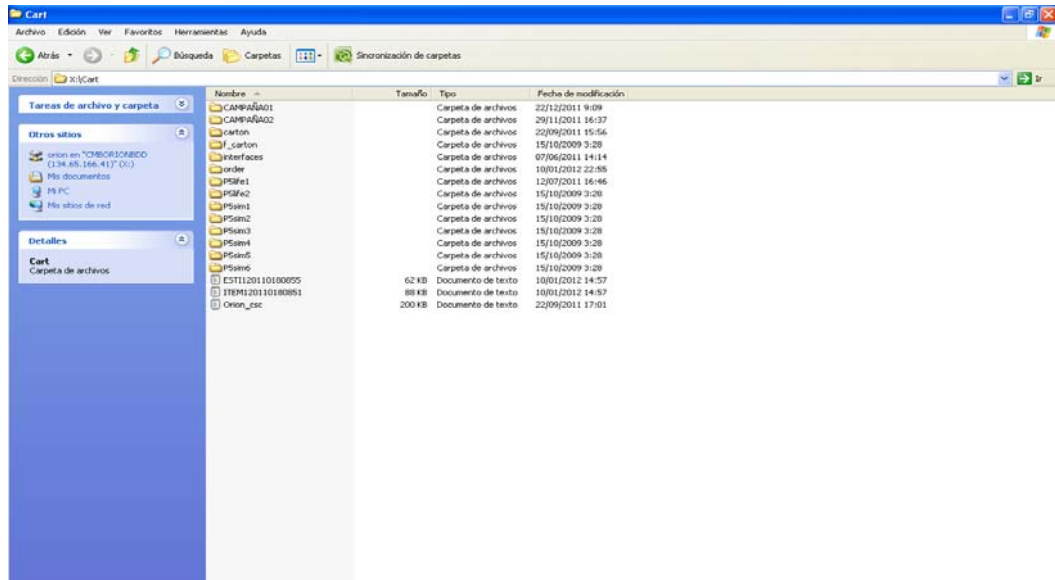 Cart
Archivo Edición Ver Favoritos Herramientas Ayuda
Atrás Búsqueda Carpetas Sincronización de carpetas
Dirección X:\Cart Ir
Tareas de archivo y carpeta
Otros sitios
orion en "CMBORIONBDD
(134.65.166.41)" (X:)
Mis documentos
Mi PC
Mis sitios de red
Detalles
Cart
Carpeta de archivos
Nombre Tamaño Tipo Fecha de modificación
CAMPAÑA01 Carpeta de archivos 22/12/2011 9:09
CAMPAÑA02 Carpeta de archivos 29/11/2011 16:37
carton Carpeta de archivos 22/09/2011 15:56
f_carton Carpeta de archivos 15/10/2009 3:28
interfaces Carpeta de archivos 07/06/2011 14:14
order Carpeta de archivos 10/01/2012 22:55
PSlife1 Carpeta de archivos 12/07/2011 16:46
PSlife2 Carpeta de archivos 15/10/2009 3:28
PSsim1 Carpeta de archivos 15/10/2009 3:28
PSsim2 Carpeta de archivos 15/10/2009 3:28
PSsim3 Carpeta de archivos 15/10/2009 3:28
PSsim4 Carpeta de archivos 15/10/2009 3:28
PSsim5 Carpeta de archivos 15/10/2009 3:28
PSsim6 Carpeta de archivos 15/10/2009 3:28
ESTI120110180855 62 KB Documento de texto 10/01/2012 14:57
ITEM120110180851 88 KB Documento de texto 10/01/2012 14:57
Orion_csc 200 KB Documento de texto 22/09/2011 17:01